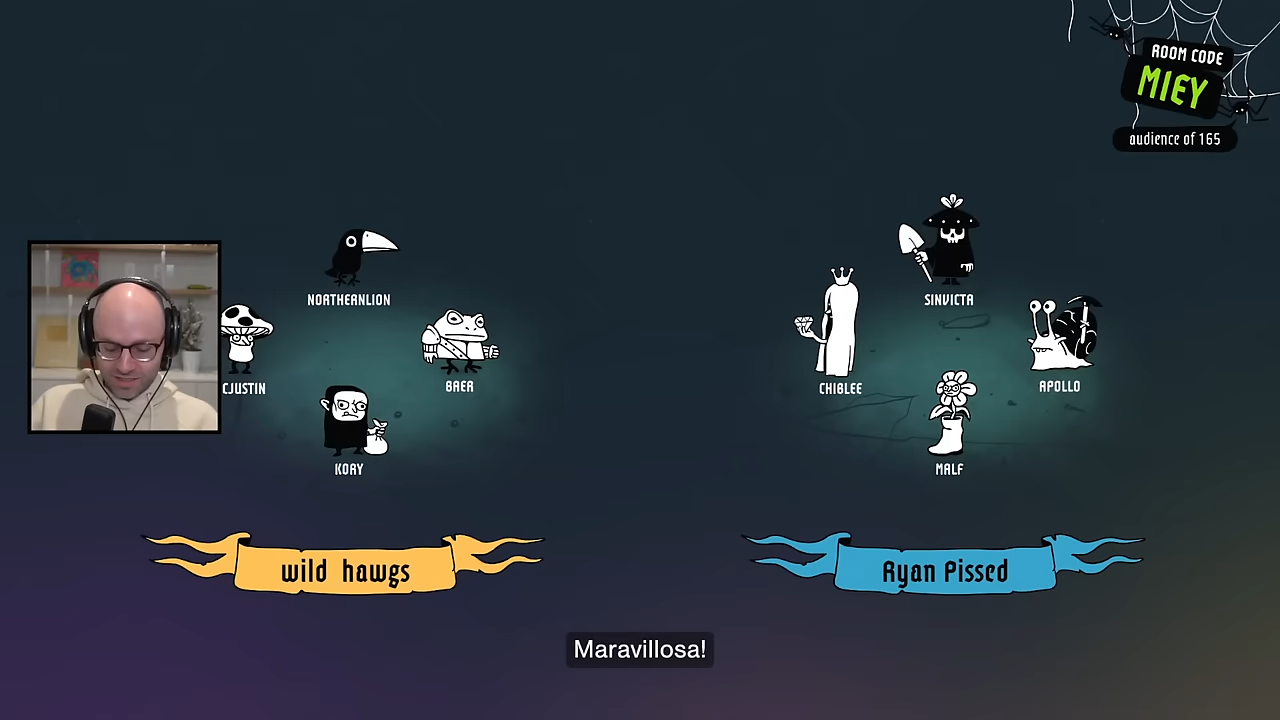 ROOM CODE
MIEY
audience of 165
NORTHERNLION
CJUSTIN
BAER
KORY
SINVICTA
CHIBLEE
APOLLO
MALF
wild hawgs
Ryan Pissed
Maravillosa!